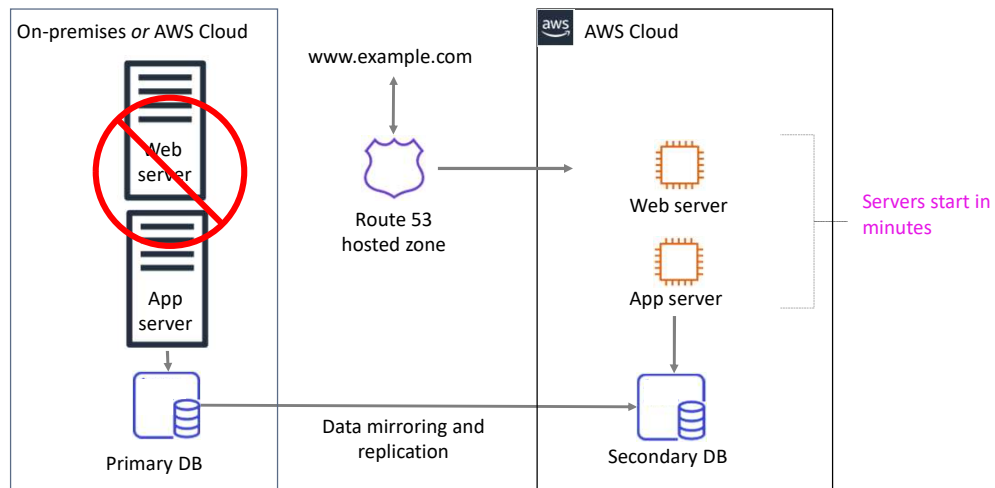 On-premises or AWS Cloud
Web
server
App
server
Primary DB
www.example.com
Route 53
hosted zone
Data mirroring and
replication
aws
AWS Cloud
Web server
App server
Secondary DB
Servers start in
minutes